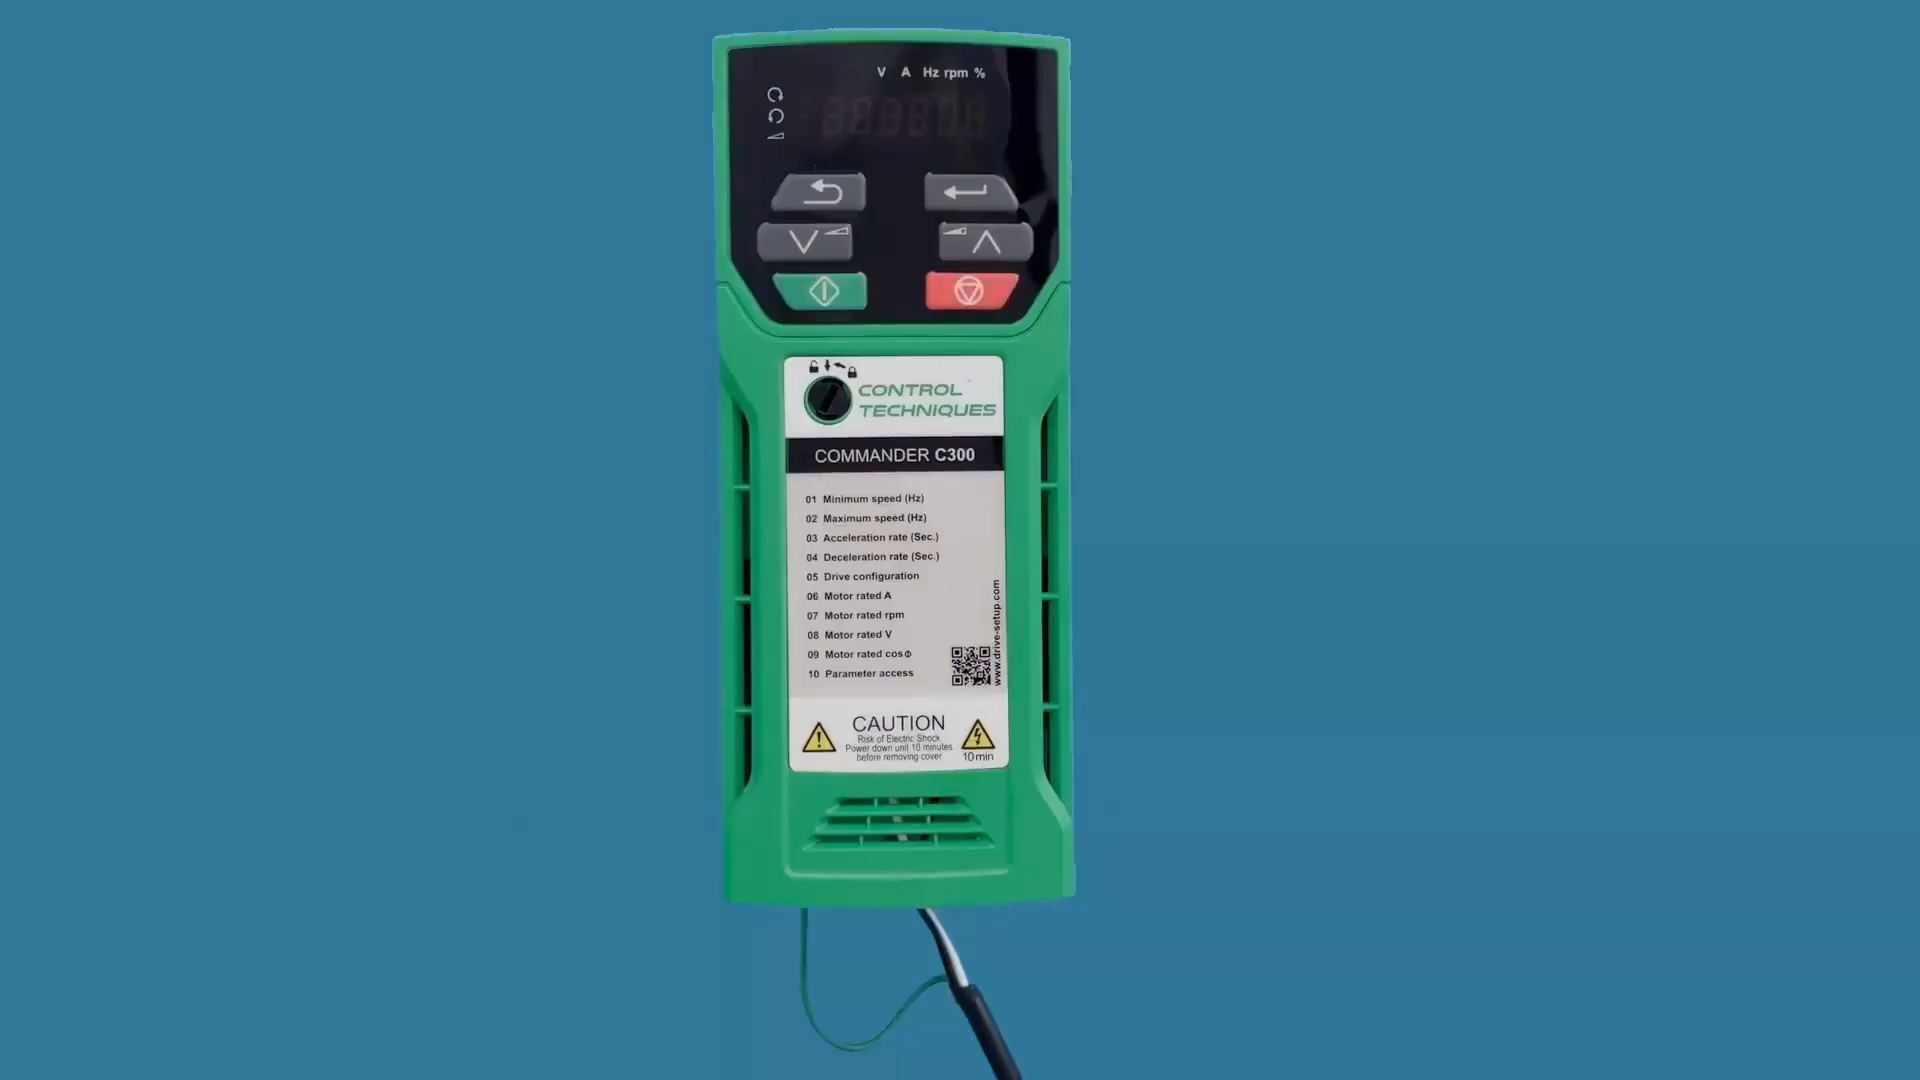 V A Hz rpm %
CONTROL
TECHNIQUES
COMMANDER C300
01 Minimum speed (Hz)
02 Maximum speed (Hz)
03 Acceleration rate (Sec.)
04 Deceleration rate (Sec.)
05 Drive configuration
06 Motor rated A
07 Motor rated rpm
08 Motor rated V
09 Motor rated cos Φ
10 Parameter access
www.drive-setup.com
CAUTION
Risk of Electric Shock
Power down unit 10 minutes
before removing cover
10min